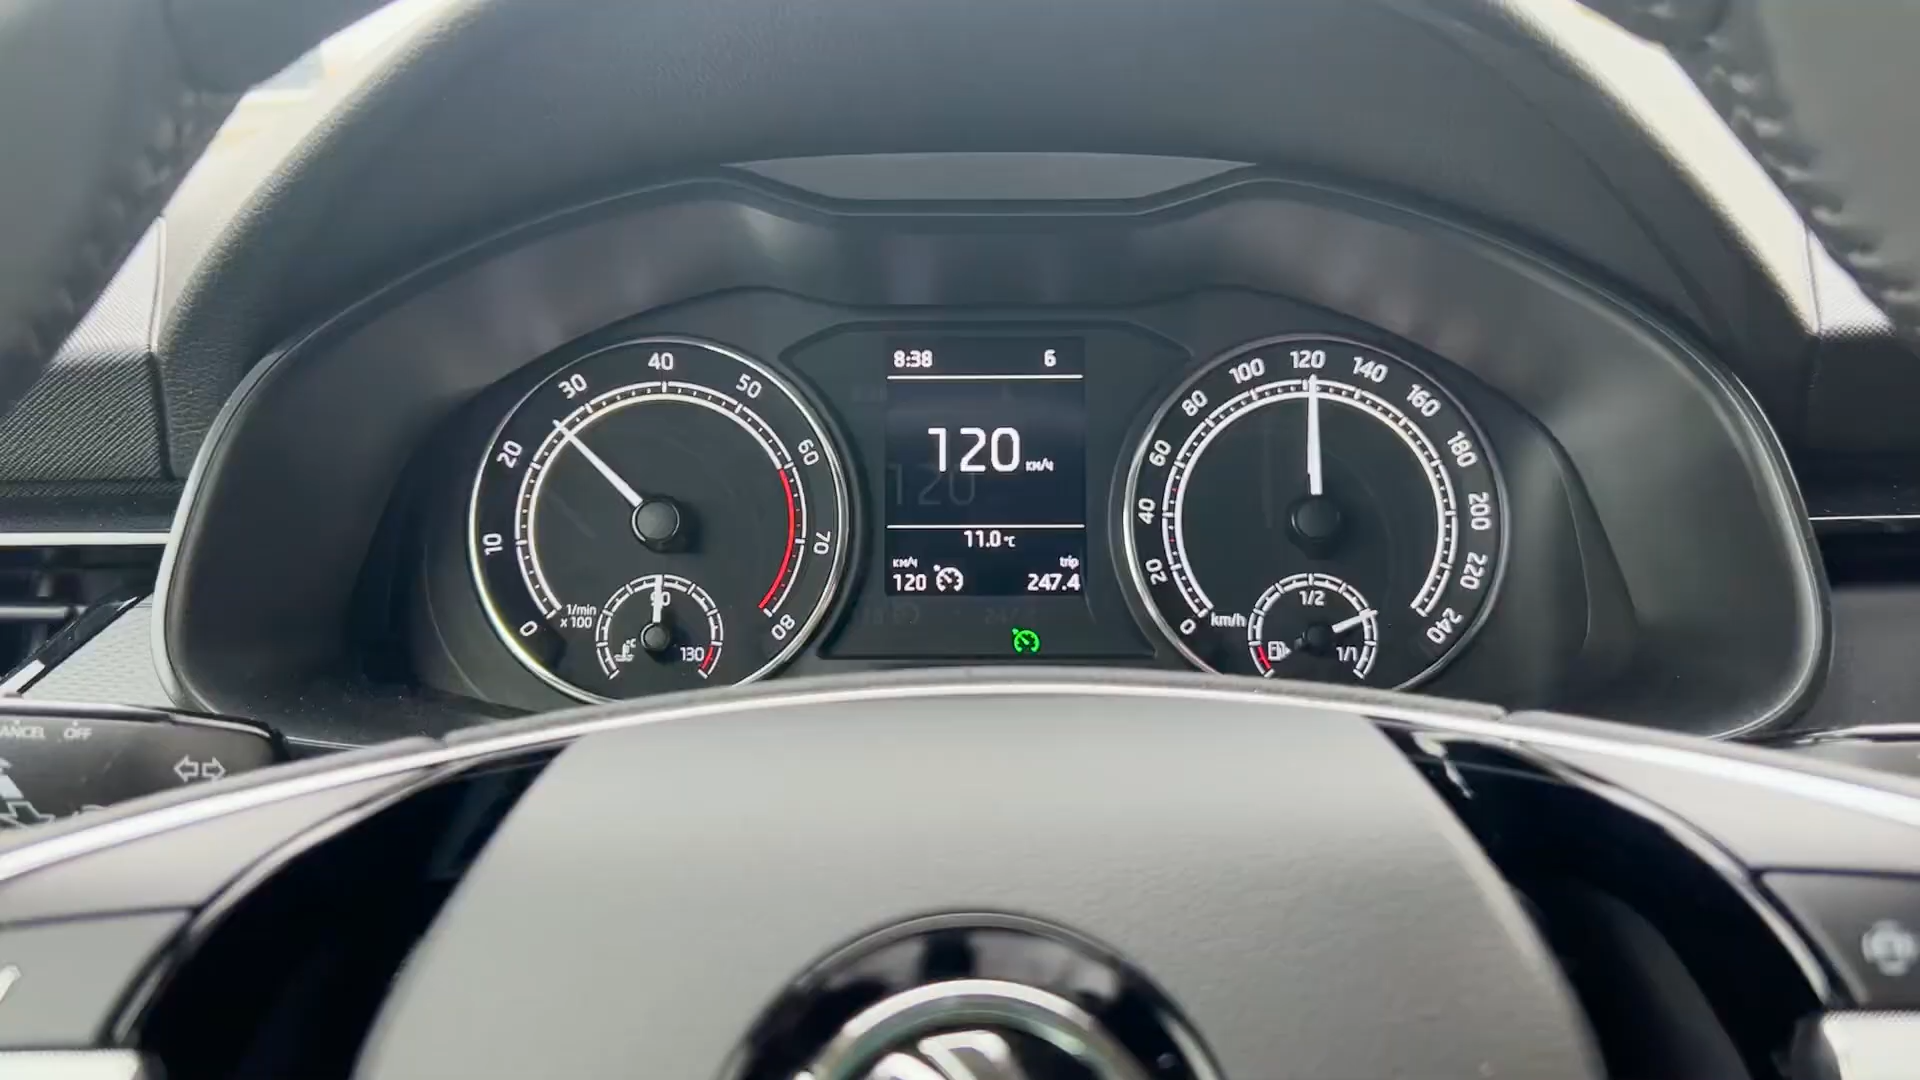 8:38 6
120 км/ч
11.0 °C
км/ч trip
120 247.4
0 10 20 30 40 50 60 70 80
1/min
x 100
90
°C
130
0 20 40 60 80 100 120 140 160 180 200 220 240
km/h
1/2
1/1
OFF